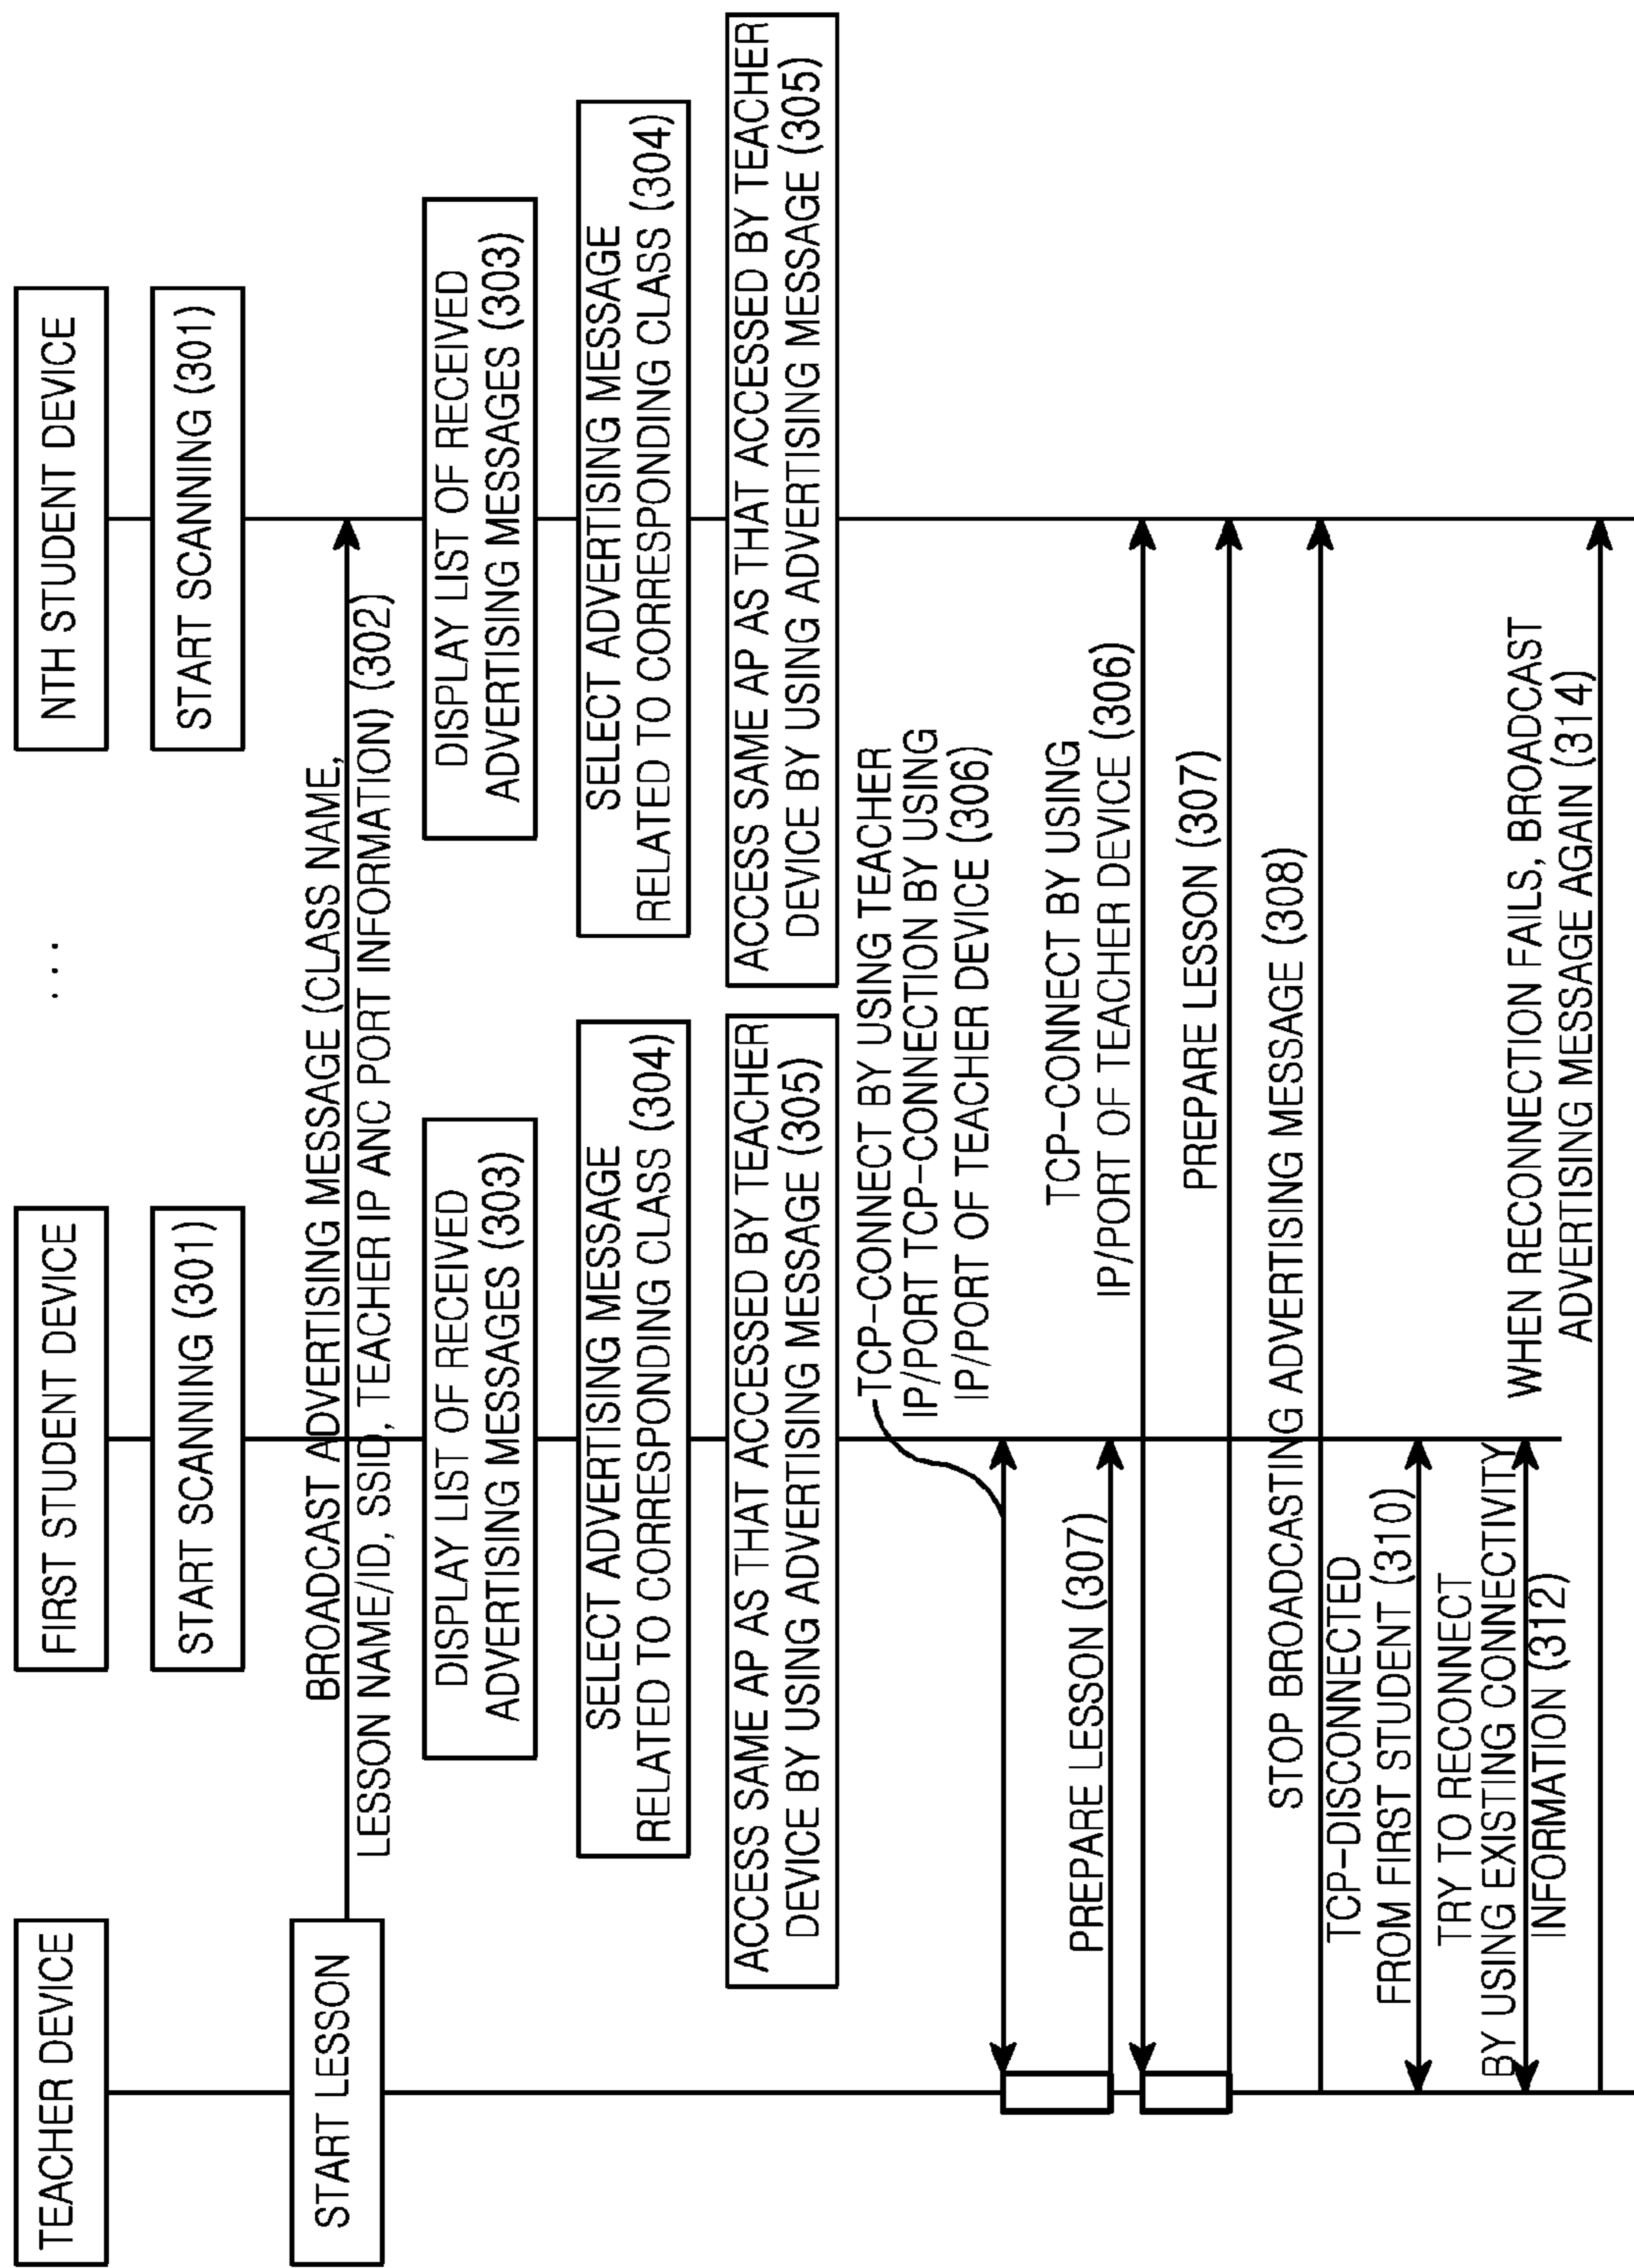 TEACHER DEVICE
FIRST STUDENT DEVICE
...
NTH STUDENT DEVICE
START SCANNING (301)
START SCANNING (301)
START LESSON
BROADCAST ADVERTISING MESSAGE (CLASS NAME,
LESSON NAME/ID, SSID, TEACHER IP ANC PORT INFORMATION) (302)
DISPLAY LIST OF RECEIVED
ADVERTISING MESSAGES (303)
DISPLAY LIST OF RECEIVED
ADVERTISING MESSAGES (303)
SELECT ADVERTISING MESSAGE
RELATED TO CORRESPONDING CLASS (304)
SELECT ADVERTISING MESSAGE
RELATED TO CORRESPONDING CLASS (304)
ACCESS SAME AP AS THAT ACCESSED BY TEACHER
DEVICE BY USING ADVERTISING MESSAGE (305)
ACCESS SAME AP AS THAT ACCESSED BY TEACHER
DEVICE BY USING ADVERTISING MESSAGE (305)
TCP-CONNECT BY USING TEACHER
IP/PORT TCP-CONNECTION BY USING
IP/PORT OF TEACHER DEVICE (306)
PREPARE LESSON (307)
TCP-CONNECT BY USING
IP/PORT OF TEACHER DEVICE (306)
PREPARE LESSON (307)
STOP BROADCASTING ADVERTISING MESSAGE (308)
TCP-DISCONNECTED
FROM FIRST STUDENT (310)
TRY TO RECONNECT
BY USING EXISTING CONNECTIVITY
INFORMATION (312)
WHEN RECONNECTION FAILS, BROADCAST
ADVERTISING MESSAGE AGAIN (314)